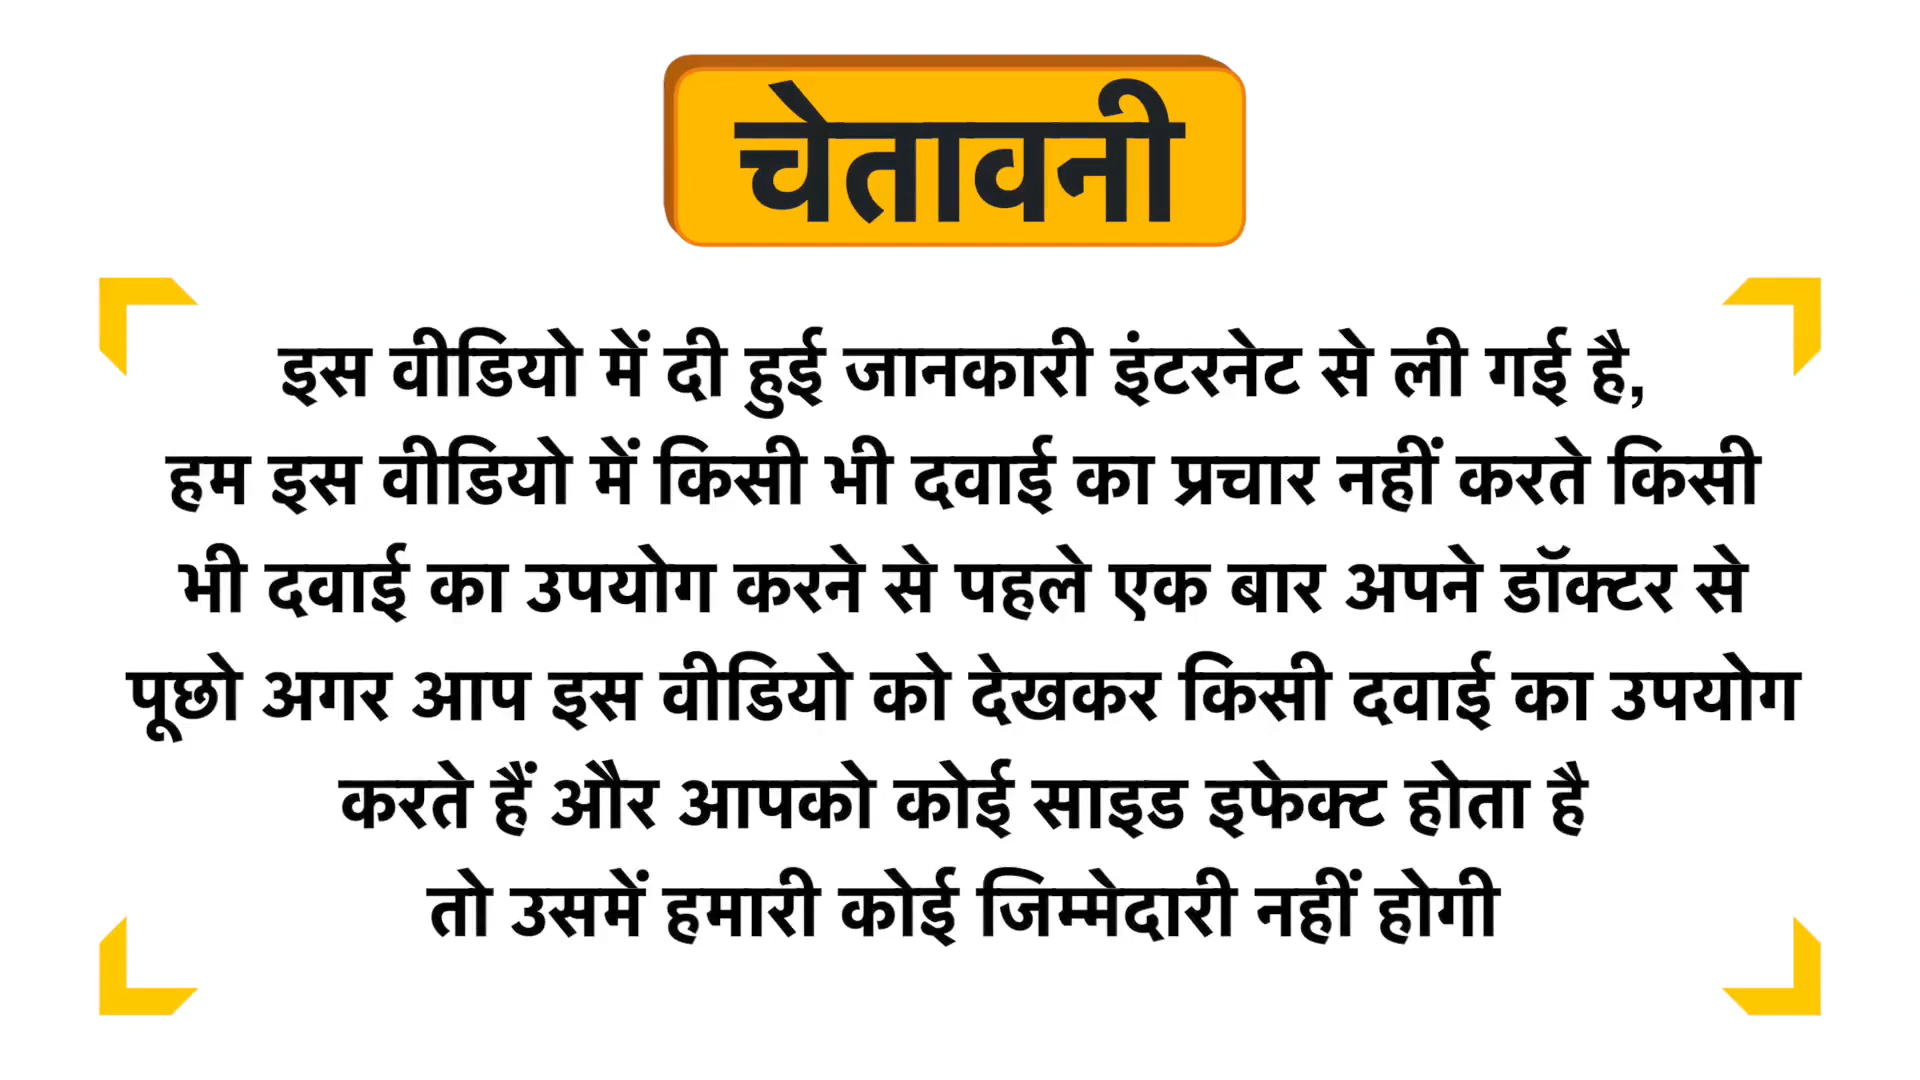 चेतावनी
इस वीडियो में दी हुई जानकारी इंटरनेट से ली गई है,
हम इस वीडियो में किसी भी दवाई का प्रचार नहीं करते किसी
भी दवाई का उपयोग करने से पहले एक बार अपने डॉक्टर से
पूछो अगर आप इस वीडियो को देखकर किसी दवाई का उपयोग
करते हैं और आपको कोई साइड इफेक्ट होता है
तो उसमें हमारी कोई जिम्मेदारी नहीं होगी